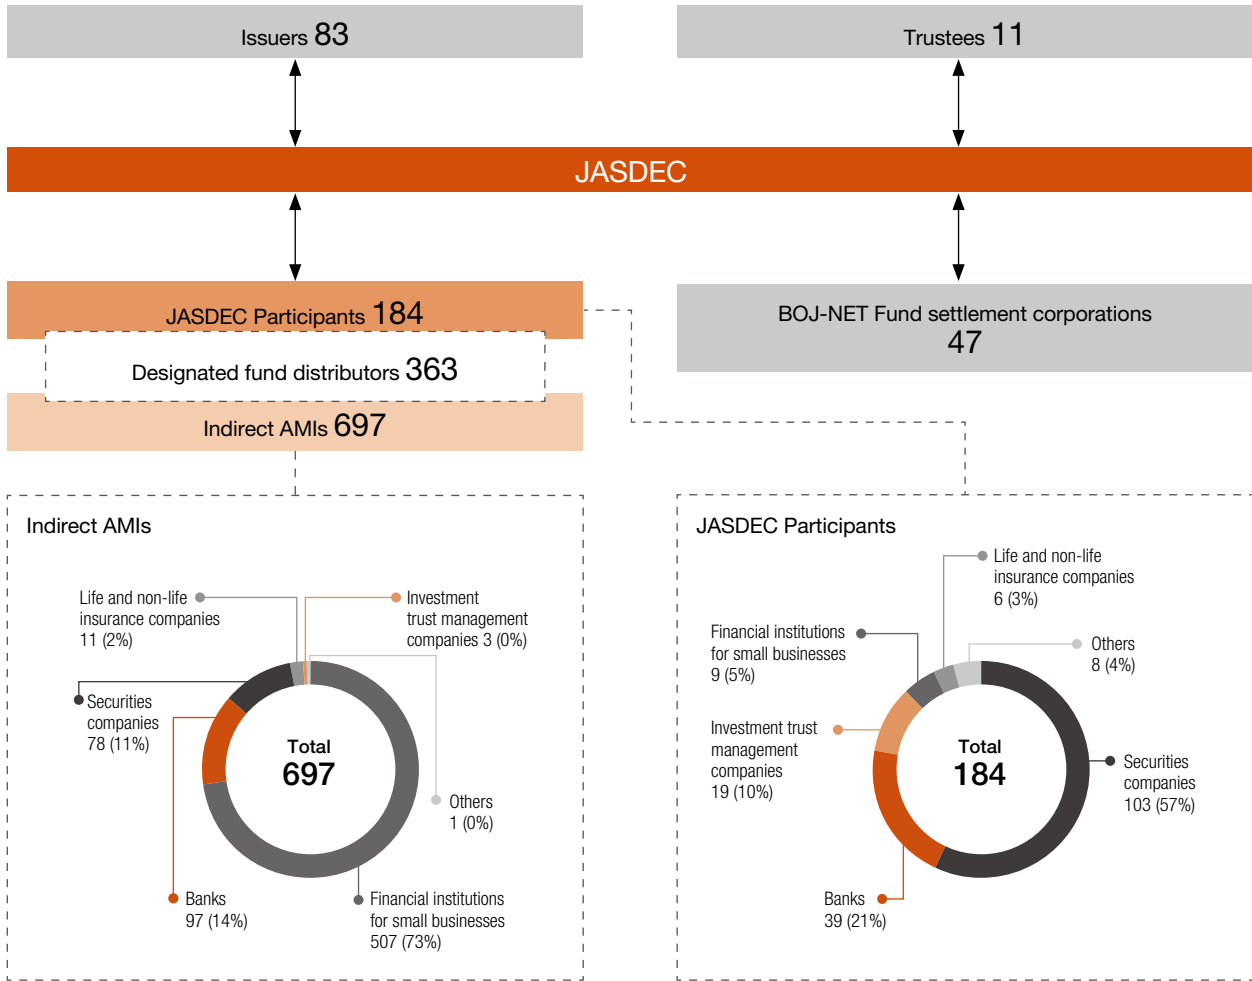 Issuers 83
Trustees 11
JASDEC
JASDEC Participants 184
Designated fund distributors 363
Indirect AMIs 697
BOJ-NET Fund settlement corporations
47
Indirect AMIs
Life and non-life
insurance companies
11 (2%)
Investment
trust management
companies 3 (0%)
Securities
companies
78 (11%)
Total
697
Others
1 (0%)
Banks
97 (14%)
Financial institutions
for small businesses
507 (73%)
JASDEC Participants
Life and non-life
insurance companies
6 (3%)
Financial institutions
for small businesses
9 (5%)
Others
8 (4%)
Investment trust
management
companies
19 (10%)
Total
184
Securities
companies
103 (57%)
Banks
39 (21%)